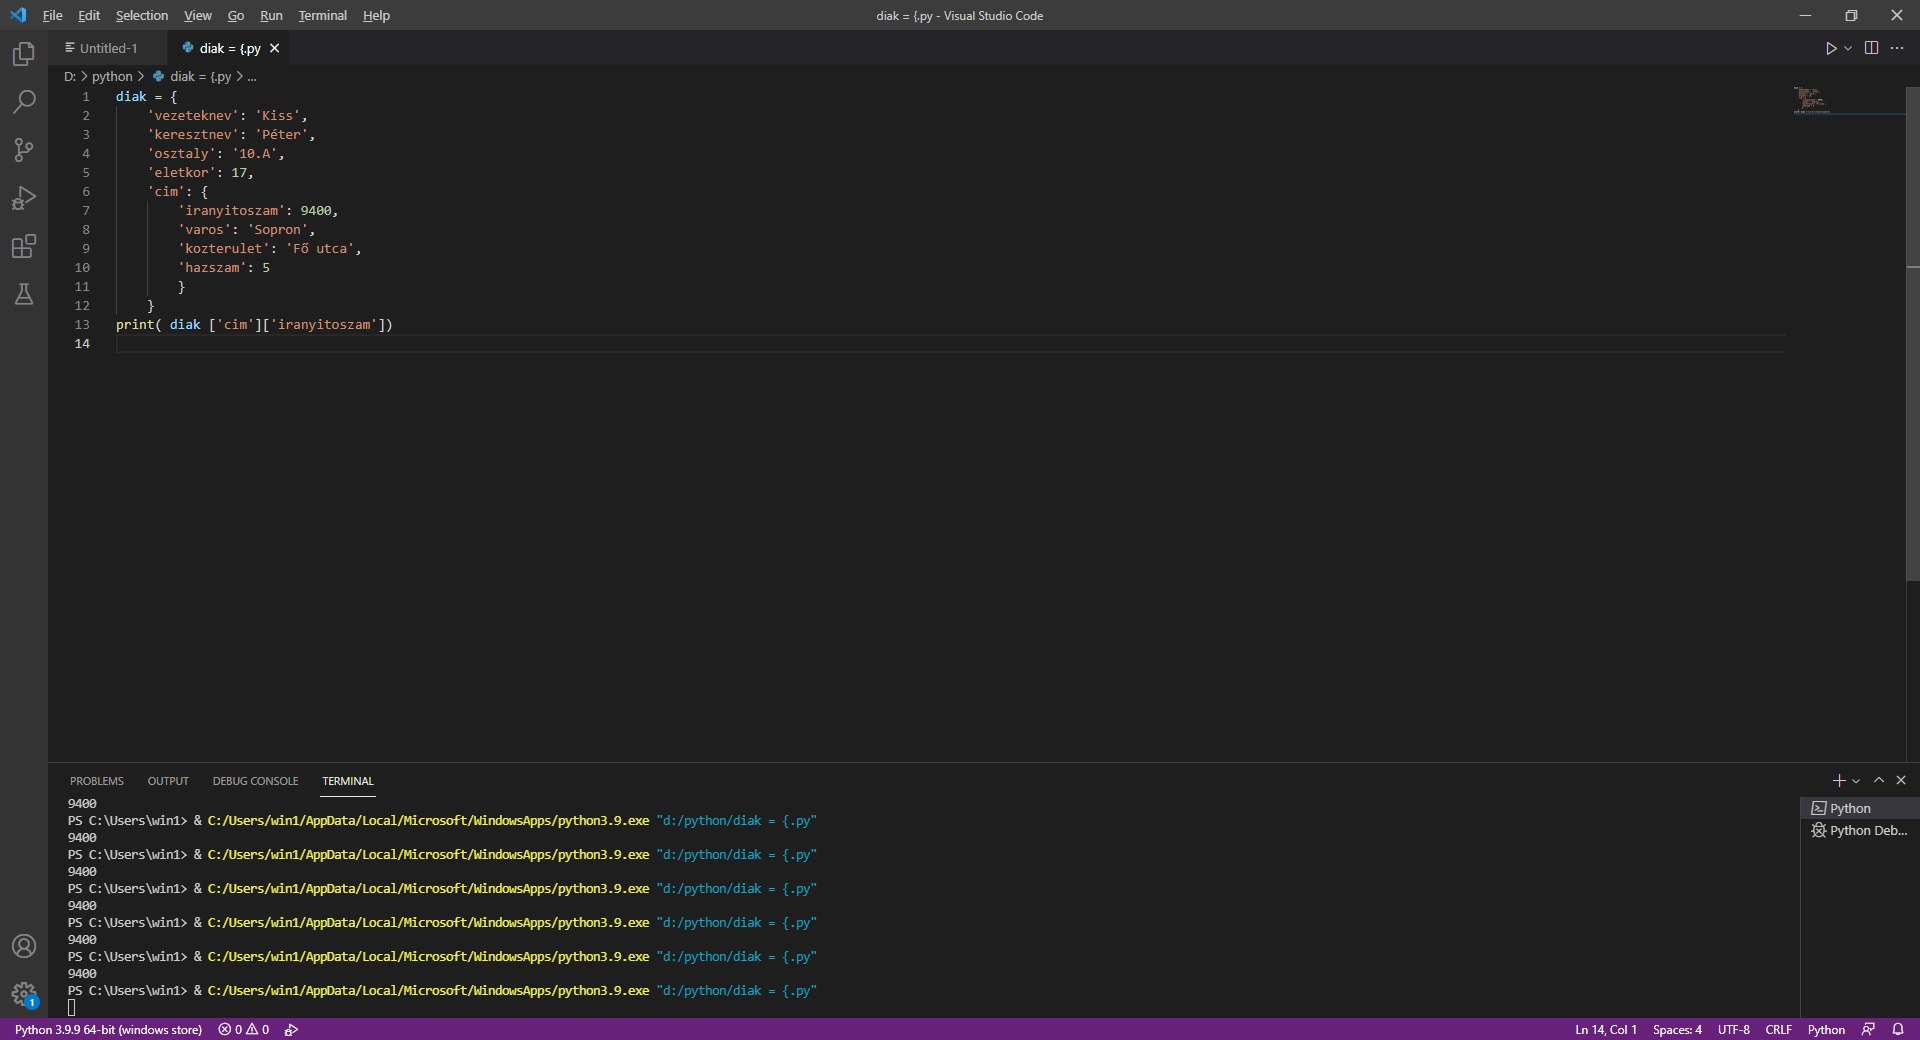 File Edit Selection View Go Run Terminal Help
diak = {.py - Visual Studio Code
Untitled-1
diak = {.py
D: > python > diak = {.py > ...
1 diak = {
2     'vezeteknev': 'Kiss',
3     'keresztnev': 'Péter',
4     'osztaly': '10.A',
5     'eletkor': 17,
6     'cim': {
7         'iranyitoszam': 9400,
8         'varos': 'Sopron',
9         'kozterulet': 'Fő utca',
10         'hazszam': 5
11         }
12     }
13 print( diak ['cim']['iranyitoszam'])
14
PROBLEMS OUTPUT DEBUG CONSOLE TERMINAL
9400
PS C:\Users\win1> & C:/Users/win1/AppData/Local/Microsoft/WindowsApps/python3.9.exe "d:/python/diak = {.py"
9400
PS C:\Users\win1> & C:/Users/win1/AppData/Local/Microsoft/WindowsApps/python3.9.exe "d:/python/diak = {.py"
9400
PS C:\Users\win1> & C:/Users/win1/AppData/Local/Microsoft/WindowsApps/python3.9.exe "d:/python/diak = {.py"
9400
PS C:\Users\win1> & C:/Users/win1/AppData/Local/Microsoft/WindowsApps/python3.9.exe "d:/python/diak = {.py"
9400
PS C:\Users\win1> & C:/Users/win1/AppData/Local/Microsoft/WindowsApps/python3.9.exe "d:/python/diak = {.py"
9400
PS C:\Users\win1> & C:/Users/win1/AppData/Local/Microsoft/WindowsApps/python3.9.exe "d:/python/diak = {.py"
Python
Python Deb...
1
Python 3.9.9 64-bit (windows store) 0 0
Ln 14, Col 1 Spaces: 4 UTF-8 CRLF Python